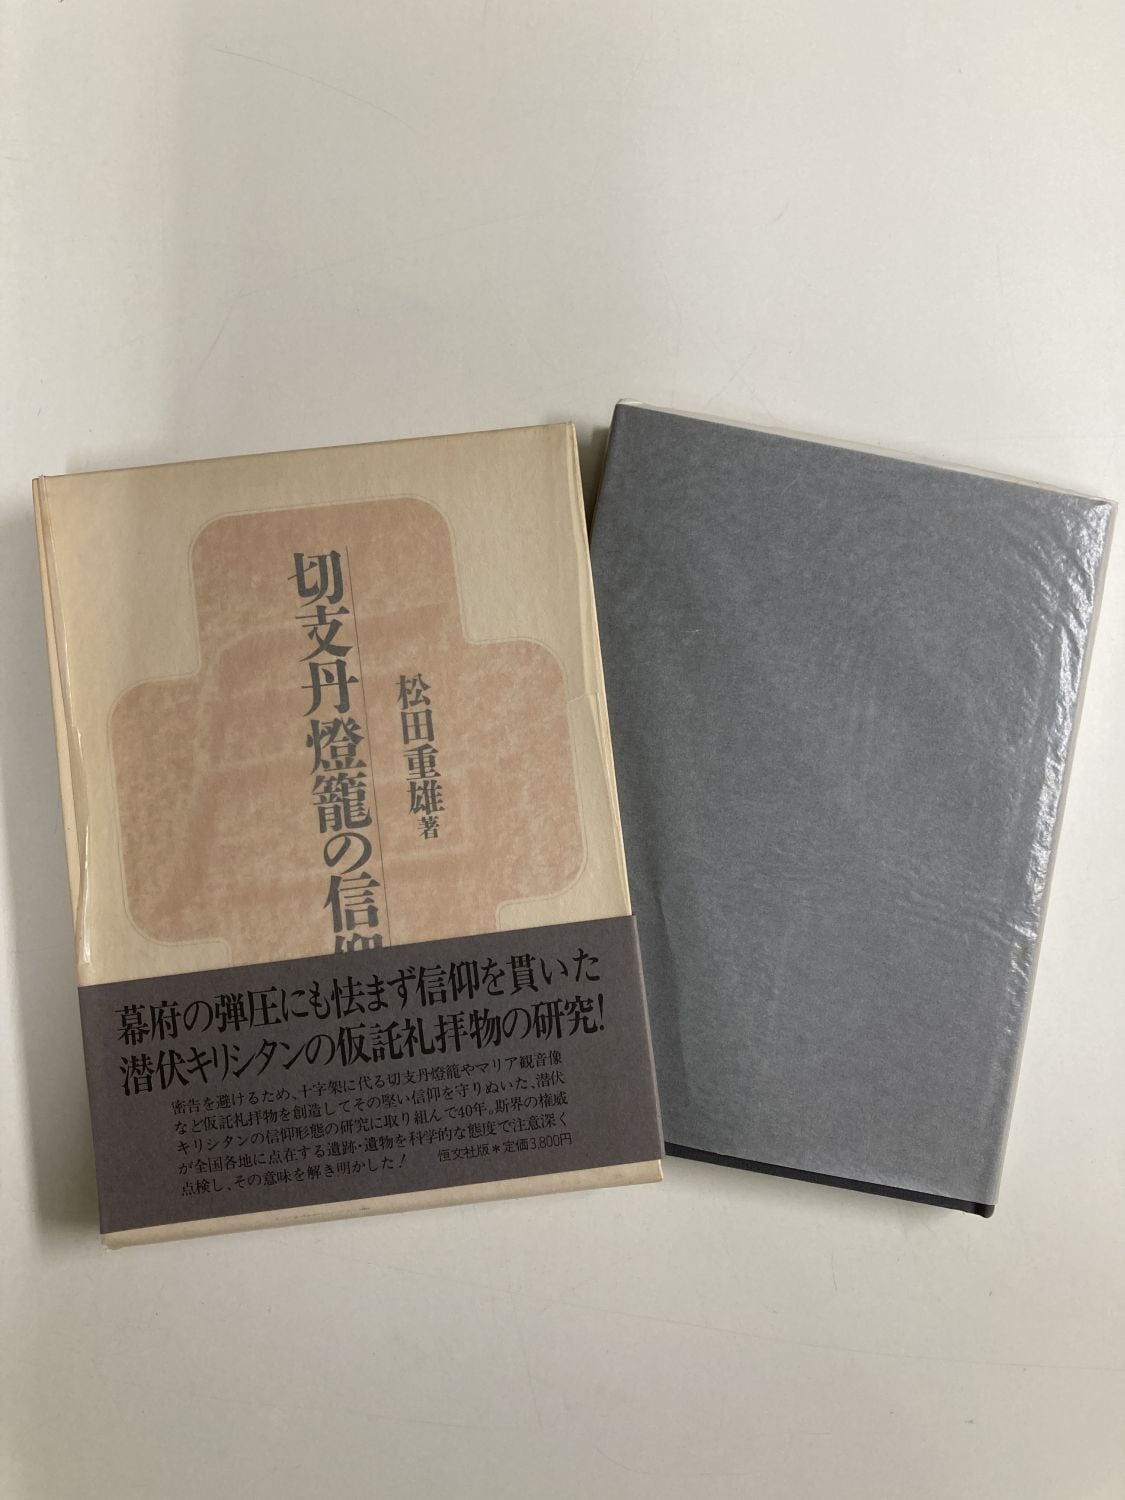 切支丹燈籠の信仰
松田重雄著
幕府の弾圧にも怯まず信仰を貫いた
潜伏キリシタンの仮託礼拝物の研究!
密告を避けるため、十字架に代る切支丹燈籠やマリア観音像
など仮託礼拝物を創造してその堅い信仰を守りぬいた、潜伏
キリシタンの信仰形態の研究に取り組んで40年。斯界の権威
が全国各地に点在する遺跡・遺物を科学的な態度で注意深く
点検し、その意味を解き明かした!
恒文社版*定価3,800円